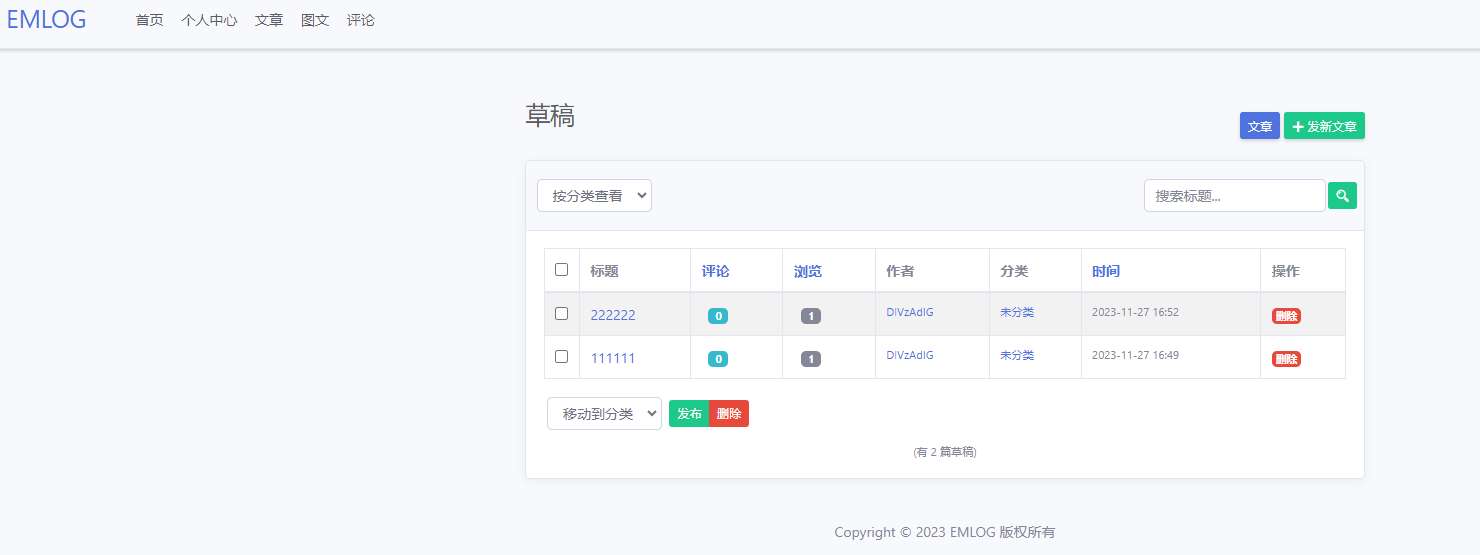 EMLOG 首页 个人中心 文章 图文 评论
草稿
文章 发新文章
按分类查看 搜索标题...
标题 评论 浏览 作者 分类 时间 操作
222222 0 1 DIVzAdIG 未分类 2023-11-27 16:52 删除
111111 0 1 DIVzAdIG 未分类 2023-11-27 16:49 删除
移动到分类 发布 删除
(有 2 篇草稿)
Copyright © 2023 EMLOG 版权所有